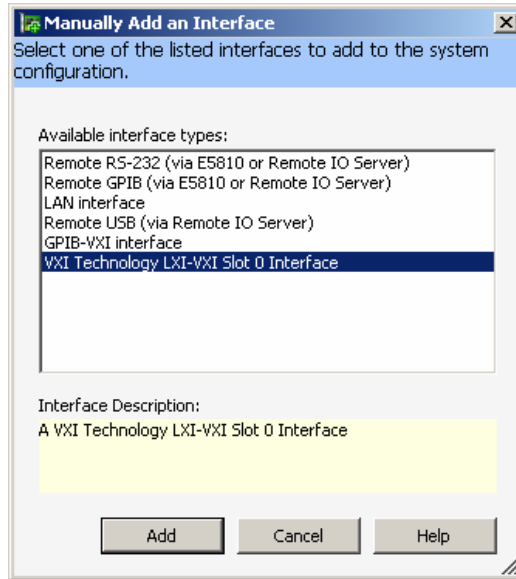 Manually Add an Interface
Select one of the listed interfaces to add to the system
configuration.
Available interface types:
Remote RS-232 (via E5810 or Remote IO Server)
Remote GPIB (via E5810 or Remote IO Server)
LAN interface
Remote USB (via Remote IO Server)
GPIB-VXI interface
VXI Technology LXI-VXI Slot 0 Interface
Interface Description:
A VXI Technology LXI-VXI Slot 0 Interface
Add Cancel Help